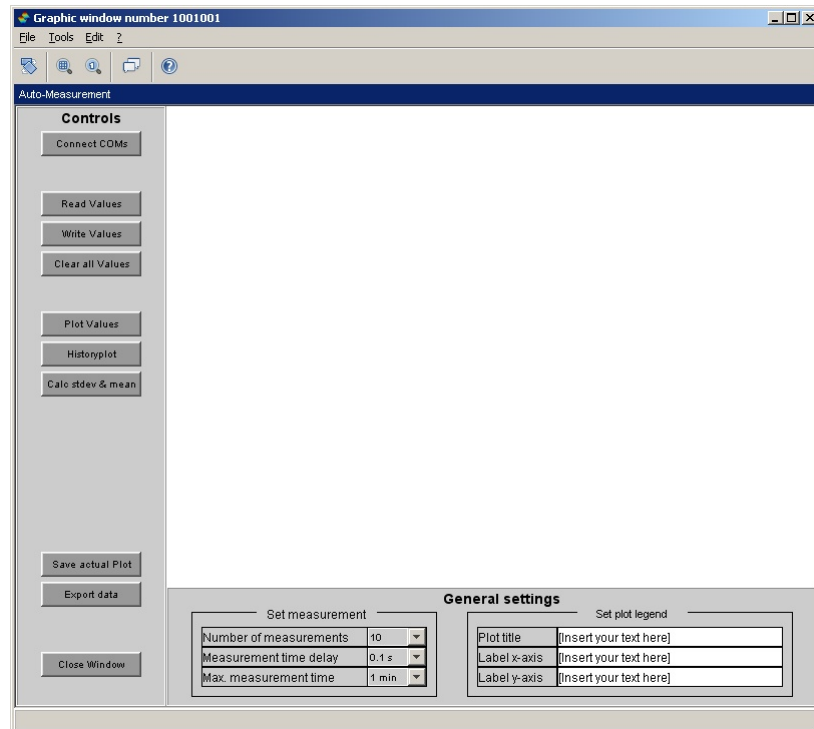 Graphic window number 1001001
File Tools Edit ?
Auto-Measurement
Controls
Connect COMs
Read Values
Write Values
Clear all Values
Plot Values
Historyplot
Calc stdev & mean
Save actual Plot
Export data
Close Window
General settings
Set measurement
Number of measurements 10
Measurement time delay 0.1 s
Max. measurement time 1 min
Set plot legend
Plot title [Insert your text here]
Label x-axis [Insert your text here]
Label y-axis [Insert your text here]